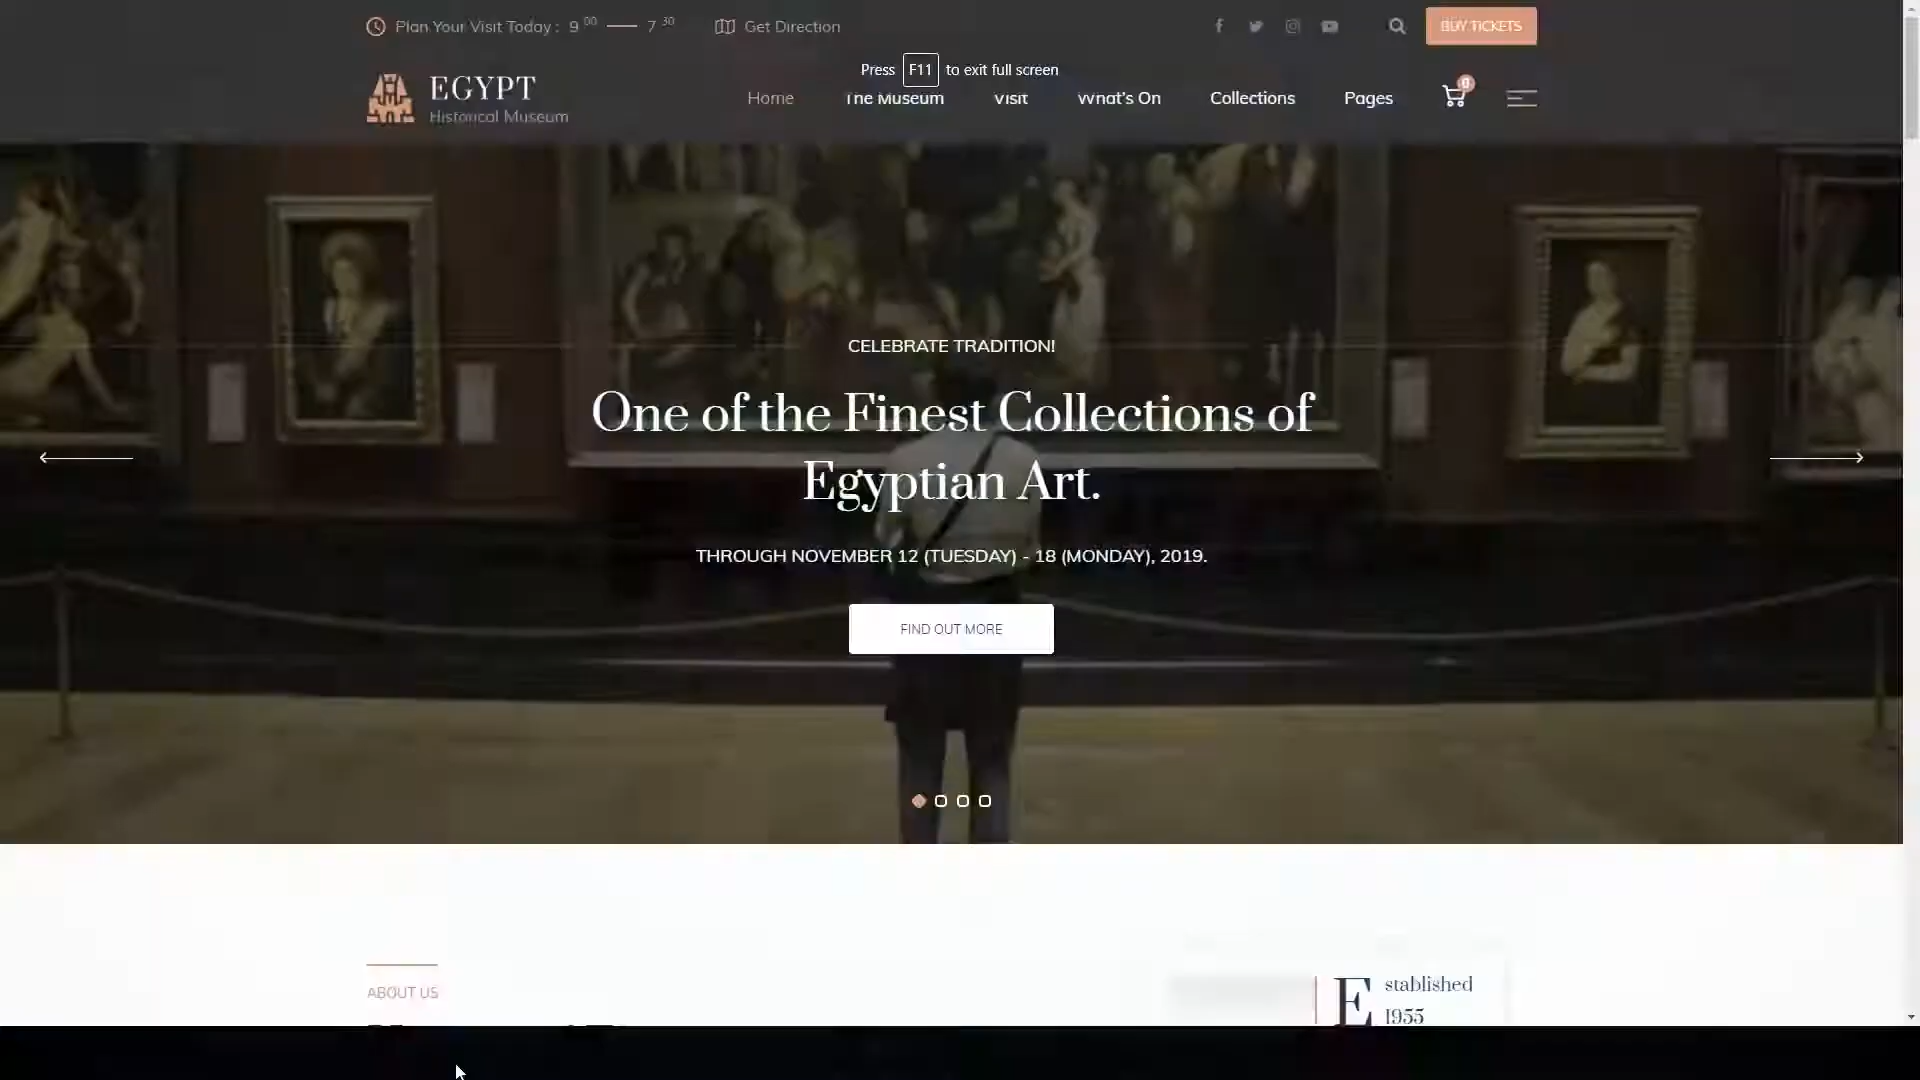 Plan Your Visit Today : 9 00 — 7 30
Get Direction
BUY TICKETS
Press F11 to exit full screen
EGYPT
Historical Museum
Home
The Museum
Visit
What's On
Collections
Pages
0
CELEBRATE TRADITION!
One of the Finest Collections of
Egyptian Art.
THROUGH NOVEMBER 12 (TUESDAY) - 18 (MONDAY), 2019.
FIND OUT MORE
ABOUT US
Established
1955